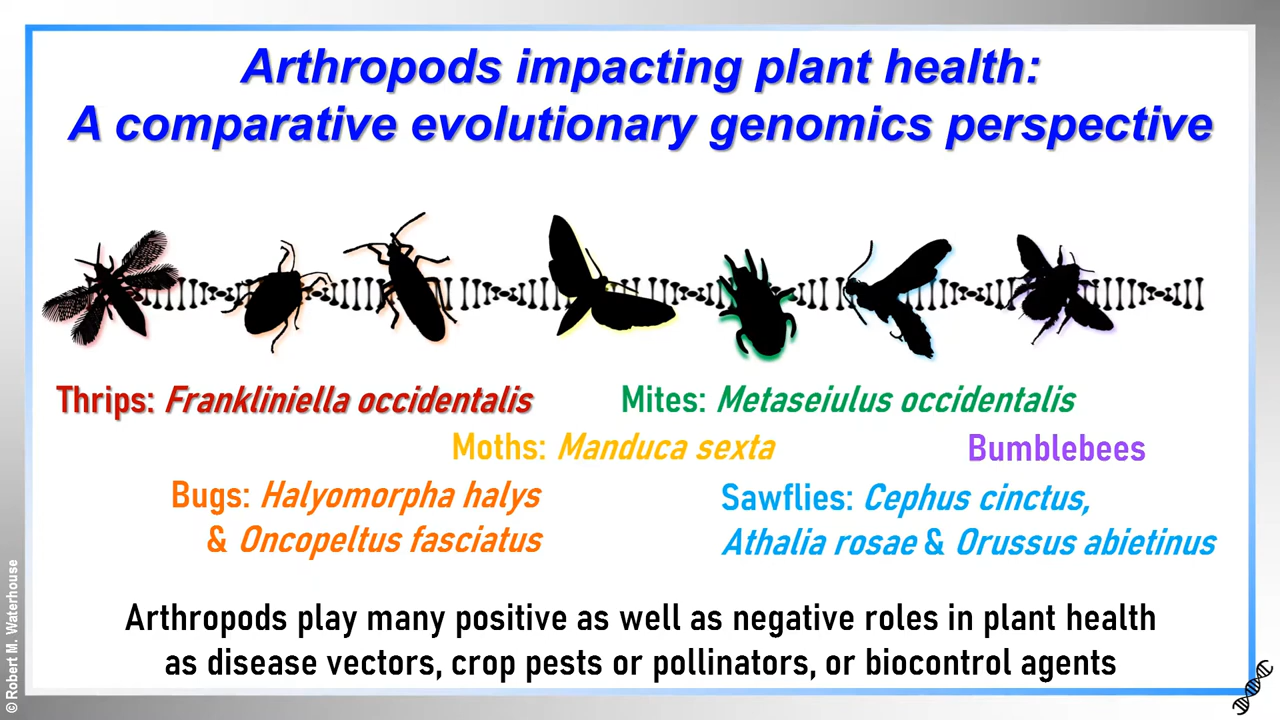 Arthropods impacting plant health:
A comparative evolutionary genomics perspective
Thrips: Frankliniella occidentalis
Mites: Metaseiulus occidentalis
Moths: Manduca sexta
Bumblebees
Bugs: Halyomorpha halys
& Oncopeltus fasciatus
Sawflies: Cephus cinctus,
Athalia rosae & Orussus abietinus
Arthropods play many positive as well as negative roles in plant health
as disease vectors, crop pests or pollinators, or biocontrol agents
© Robert M. Waterhouse